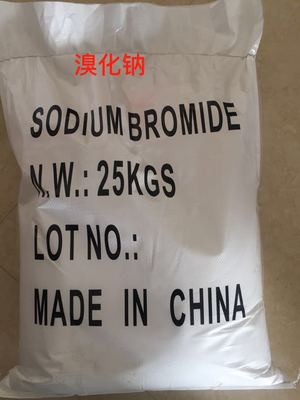 溴化钠
SODIUM BROMIDE
N.W.: 25KGS
LOT NO.:
MADE IN CHINA